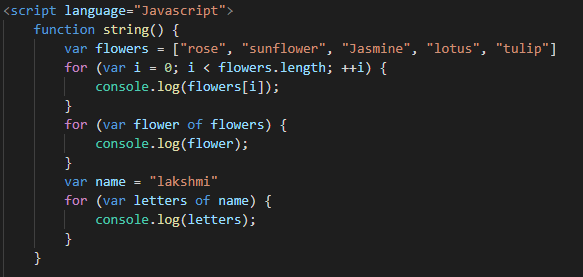 <script language="Javascript">
    function string() {
        var flowers = ["rose", "sunflower", "Jasmine", "lotus", "tulip"]
        for (var i = 0; i < flowers.length; ++i) {
            console.log(flowers[i]);
        }
        for (var flower of flowers) {
            console.log(flower);
        }
        var name = "lakshmi"
        for (var letters of name) {
            console.log(letters);
        }
    }